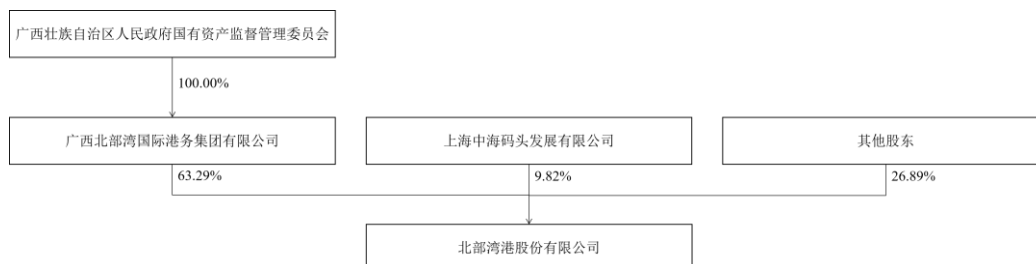 广西壮族自治区人民政府国有资产监督管理委员会
100.00%
广西北部湾国际港务集团有限公司
上海中海码头发展有限公司
其他股东
63.29%
9.82%
26.89%
北部湾港股份有限公司